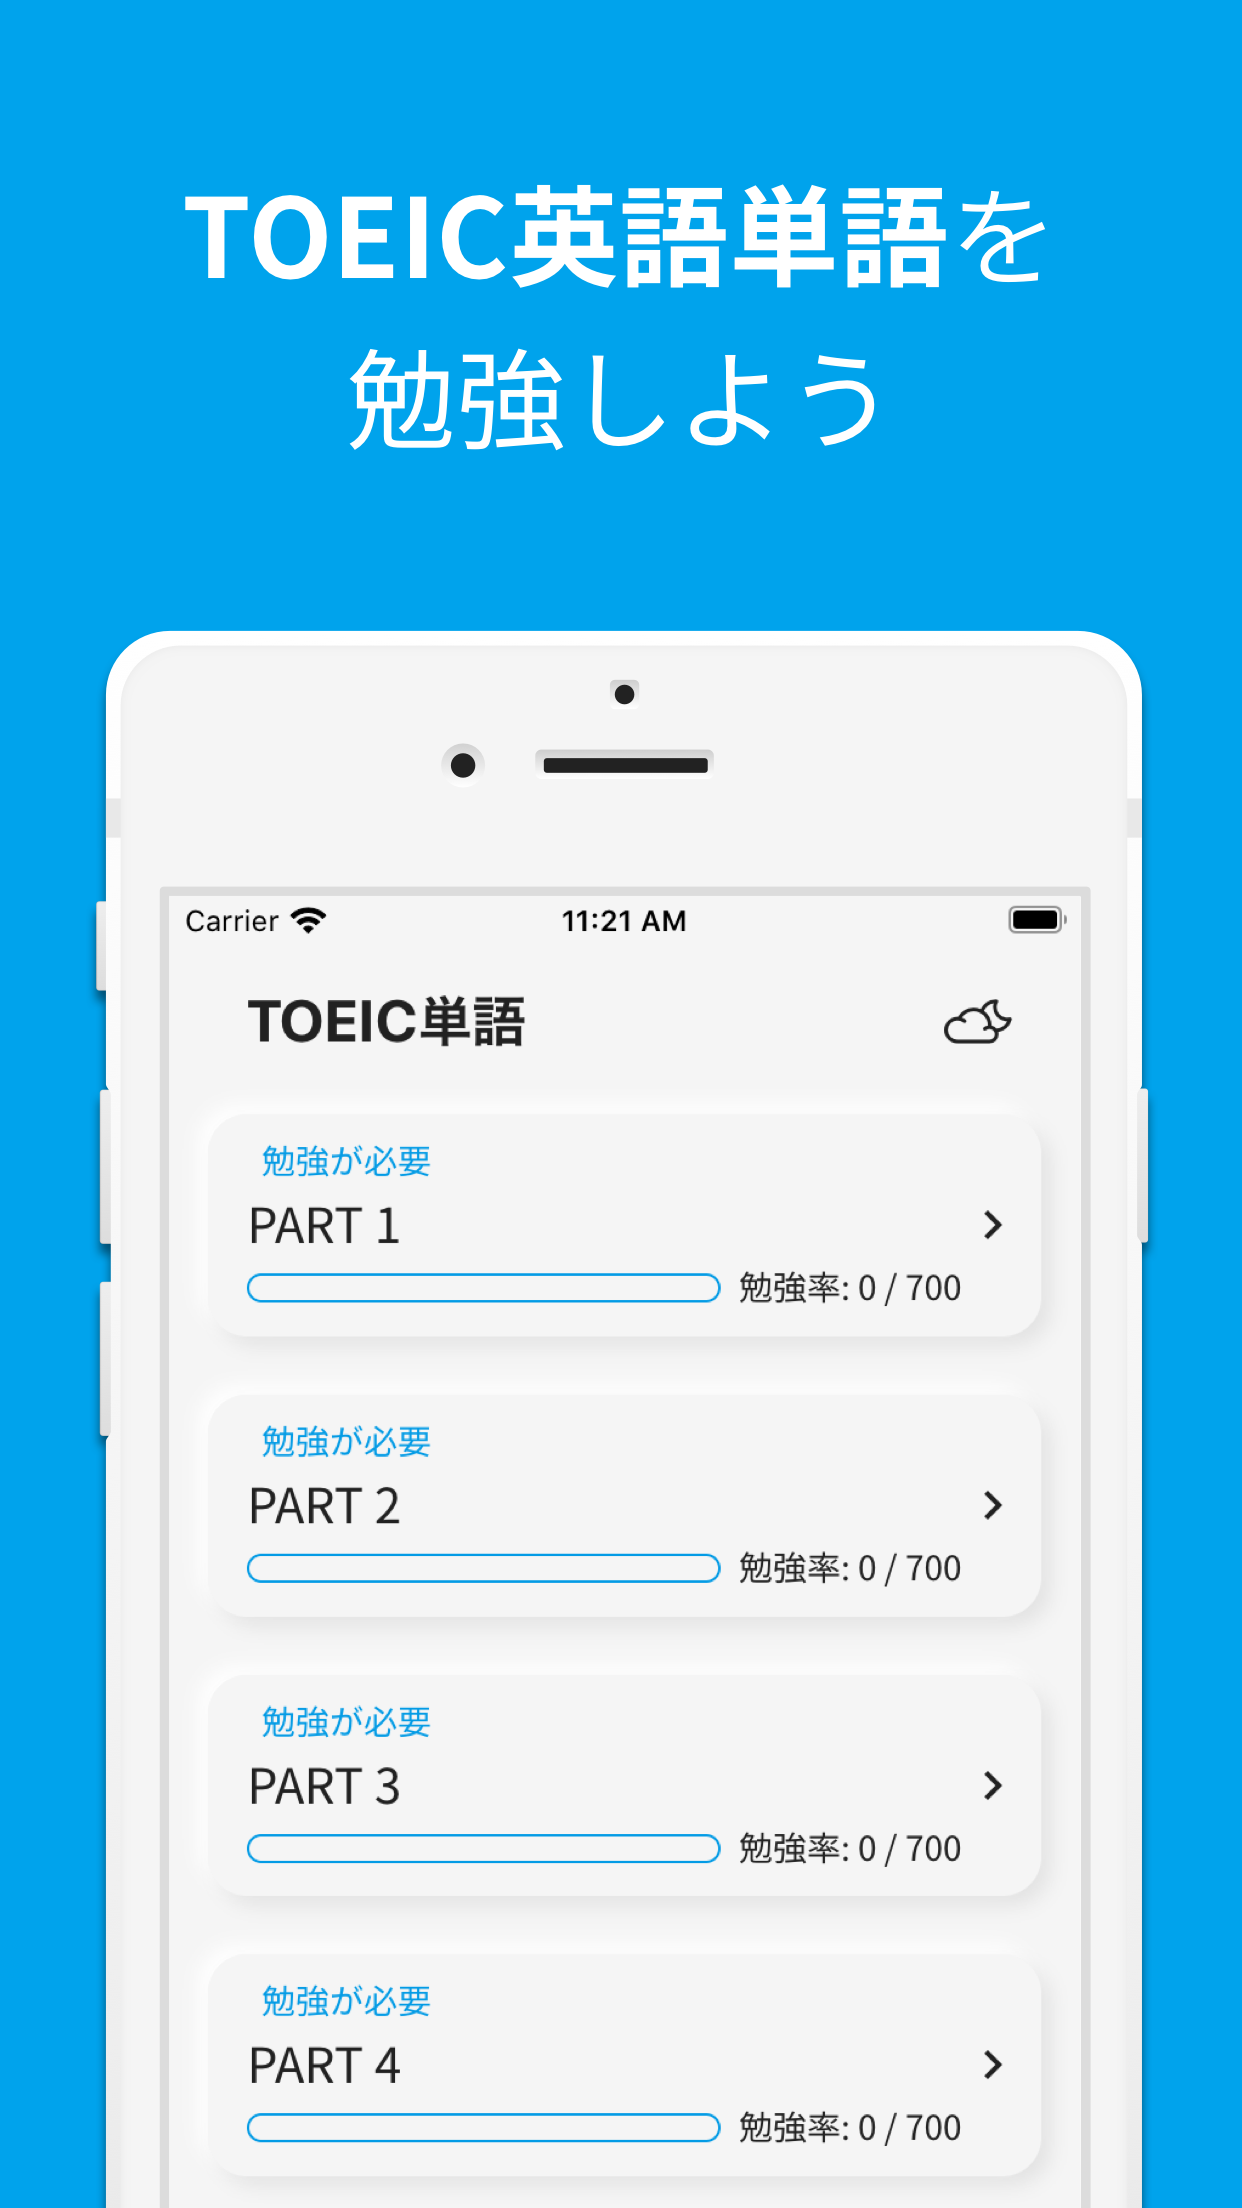 TOEIC英語単語を
勉強しよう
Carrier
11:21 AM
TOEIC単語
勉強が必要
PART 1
勉強率: 0 / 700
勉強が必要
PART 2
勉強率: 0 / 700
勉強が必要
PART 3
勉強率: 0 / 700
勉強が必要
PART 4
勉強率: 0 / 700